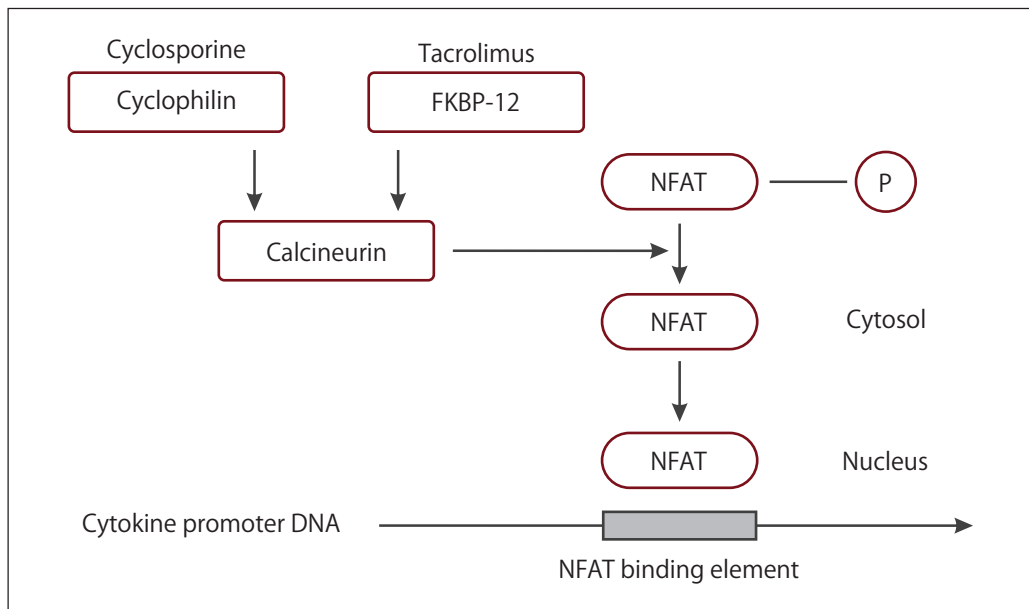 Cyclosporine
Cyclophilin
Tacrolimus
FKBP-12
NFAT
P
Calcineurin
NFAT
Cytosol
NFAT
Nucleus
Cytokine promoter DNA
NFAT binding element